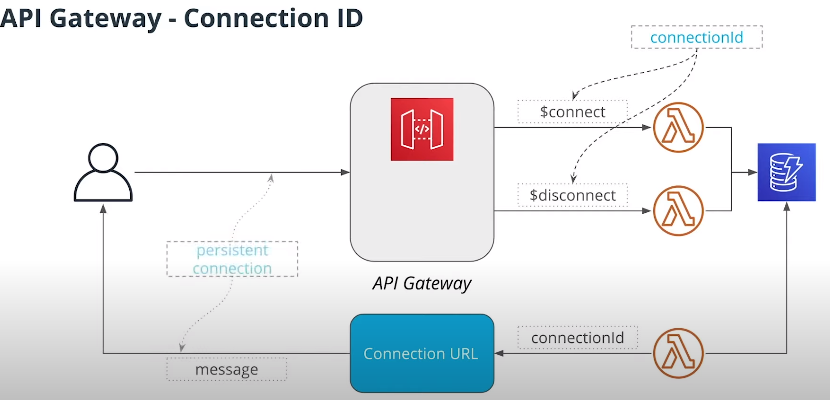 API Gateway - Connection ID
connectionId
$connect
$disconnect
persistent
connection
API Gateway
Connection URL
connectionId
message